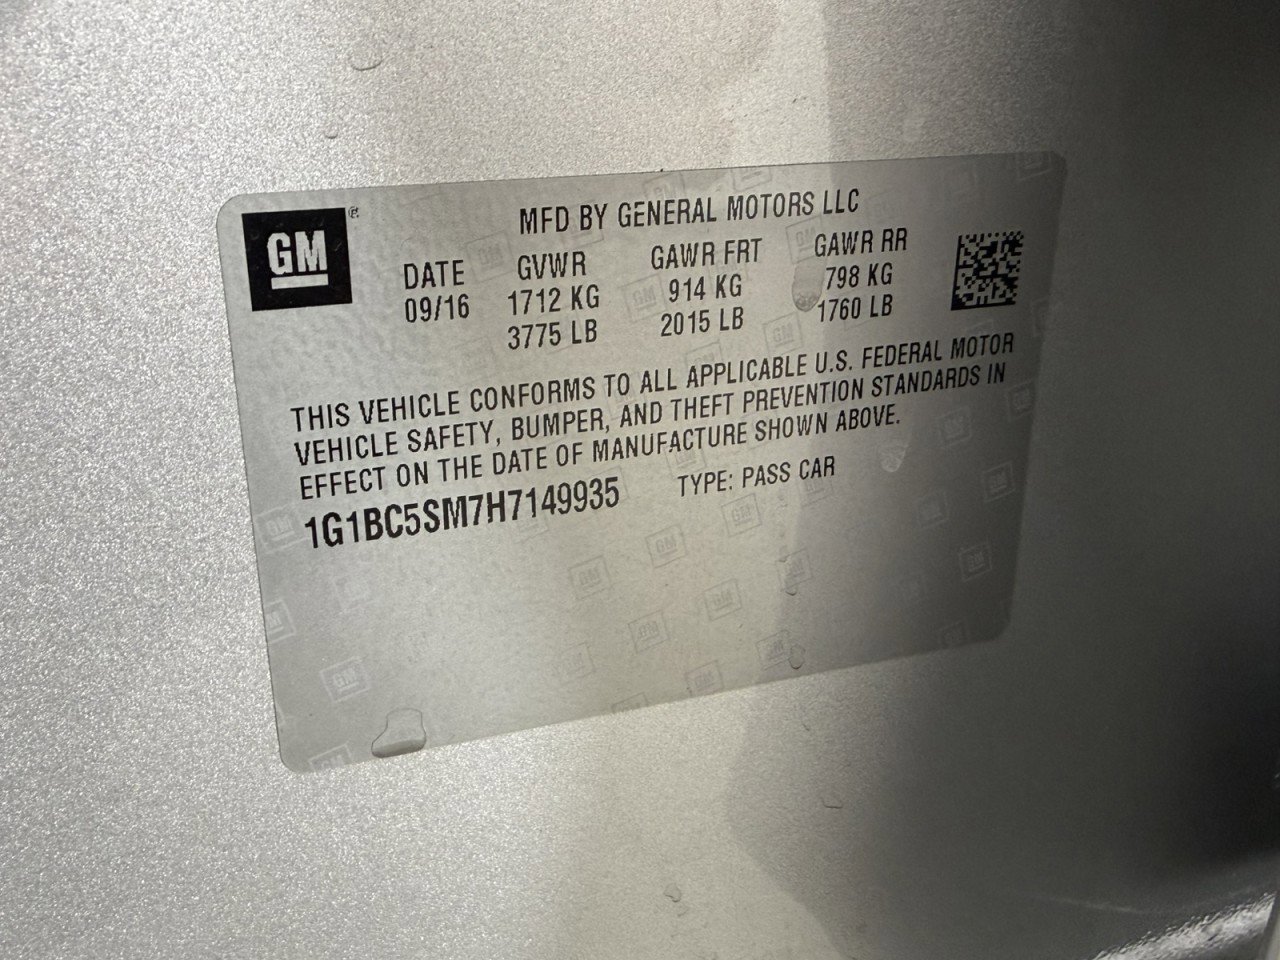 GM
MFD BY GENERAL MOTORS LLC
DATE GVWR GAWR FRT GAWR RR
09/16 1712 KG 914 KG 798 KG
3775 LB 2015 LB 1760 LB
THIS VEHICLE CONFORMS TO ALL APPLICABLE U.S. FEDERAL MOTOR
VEHICLE SAFETY, BUMPER, AND THEFT PREVENTION STANDARDS IN
EFFECT ON THE DATE OF MANUFACTURE SHOWN ABOVE.
1G1BC5SM7H7149935 TYPE: PASS CAR